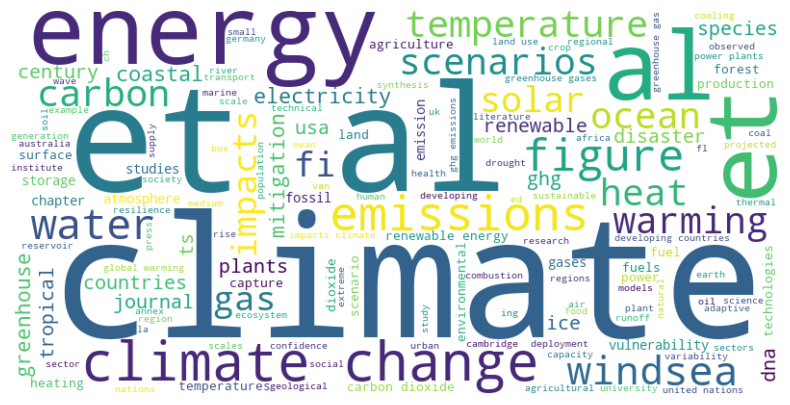 energy
small
germany
ch
agriculture
temperature
land use
regional
crop
cooling
power plants
greenhouse gas
species
observed
century
coastal
river
transport
wave
marine
scale
carbon
et al
electricity
synthesis
technical
scenarios
greenhouse gases
al
forest
production
solar
ocean
et
soil
example
generation
australia
institute
supply
surface
box
studies
society
storage
atmosphere
medium
chapter
resilience
impacts
mean
population
mitigation
usa
fi
van
fossil
land
human
emission
health
uk
ghg emissions
literature
renewable
world
drought
developing
africa
disaster
figure
ghg
sustainable
heat
coal
fl
projected
thermal
water
emissions
ed
warming
reservoir
press
rise
impacts climate
renewable energy
research
developing countries
ts
global warming
plants
climate
greenhouse
tropical
countries
journal
annex
region
la
capture
ecosystem
gas
dioxide
extreme
scenario
study
environmental
combustion
gases
regions
ing
ice
air
food
fuels
plant
fuel
power
models
natural
oil
earth
science
adaptive
technologies
runoff
vulnerability
sectors
variability
capacity
deployment
cambridge
urban
social
confidence
scales
sector
heating
nations
temperatures
geological
climate change
carbon dioxide
agricultural
university
windsea
united nations
dna